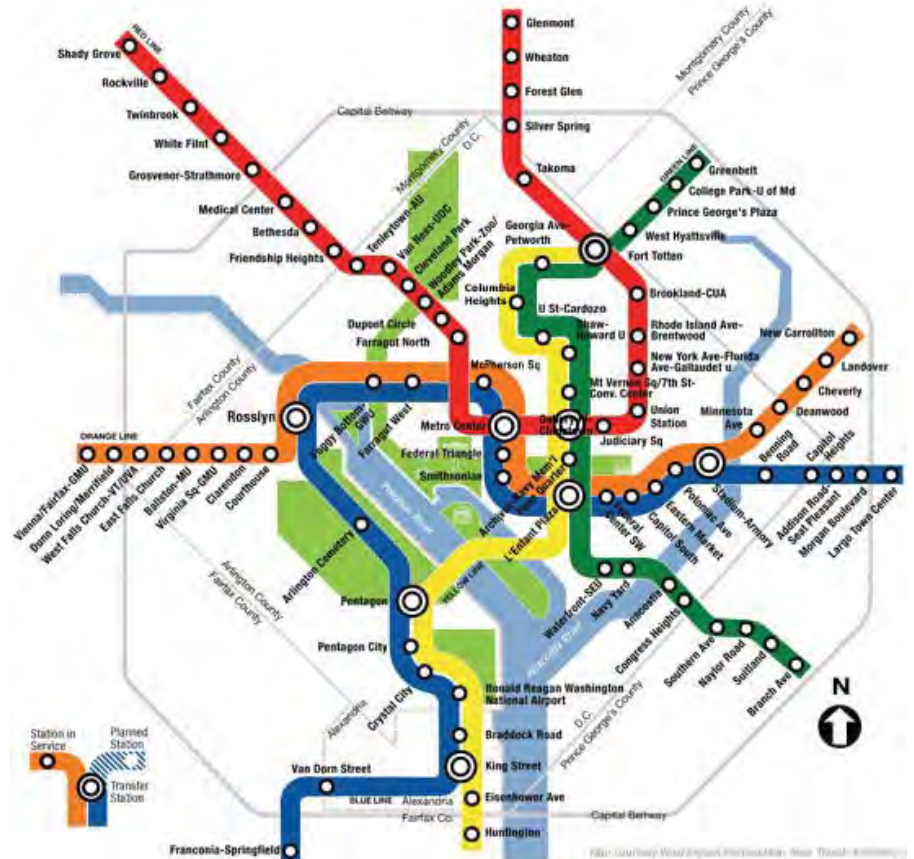 RED LINE
Shady Grove
Rockville
Twinbrook
White Flint
Grosvenor-Strathmore
Medical Center
Bethesda
Friendship Heights
Tenleytown-AU
Van Ness-UDC
Cleveland Park
Woodley Park-Zoo/
Adams Morgan
Dupont Circle
Farragut North
Glenmont
Wheaton
Forest Glen
Silver Spring
Takoma
Montgomery County
Prince George's County
Capital Beltway
Montgomery County
D.C.
GREEN LINE
Greenbelt
College Park-U of Md
Prince George's Plaza
West Hyattsville
Fort Totten
Georgia Ave-
Petworth
Columbia
Heights
U St-Cardozo
Shaw-
Howard U
Mt Vernon Sq/7th St-
Conv. Center
Brookland-CUA
Rhode Island Ave-
Brentwood
New York Ave-Florida
Ave-Gallaudet u
Union
Station
Judiciary Sq
New Carrollton
Landover
Cheverly
Deanwood
Minnesota
Ave
Benning
Road
Capitol
Heights
Addison Road-
Seat Pleasant
Morgan Boulevard
Largo Town Center
Stadium-Armory
Potomac Ave
Eastern Market
Capitol South
Federal
Center SW
L'Enfant Plaza
Archives-Navy Mem'l
Quarter
McPherson Sq
Metro Center
Federal Triangle
Smithsonian
Farragut West
Foggy Bottom-
GWU
Rosslyn
Fairfax County
Arlington County
ORANGE LINE
Vienna/Fairfax-GMU
Dunn Loring/Merrifield
West Falls Church-VT/UVA
East Falls Church
Ballston-MU
Virginia Sq-GMU
Clarendon
Courthouse
Arlington Cemetery
Potomac River
Arlington County
Fairfax County
Pentagon
YELLOW LINE
Pentagon City
Crystal City
Ronald Reagan Washington
National Airport
Braddock Road
King Street
Eisenhower Ave
Huntington
Alexandria
Van Dorn Street
BLUE LINE
Alexandria
Fairfax Co.
Franconia-Springfield
Waterfront-SEU
Navy Yard
Anacostia
Congress Heights
Southern Ave
Naylor Road
Suitland
Branch Ave
D.C.
Prince George's County
Capital Beltway
N
Station in
Service
Planned
Station
Transfer
Station